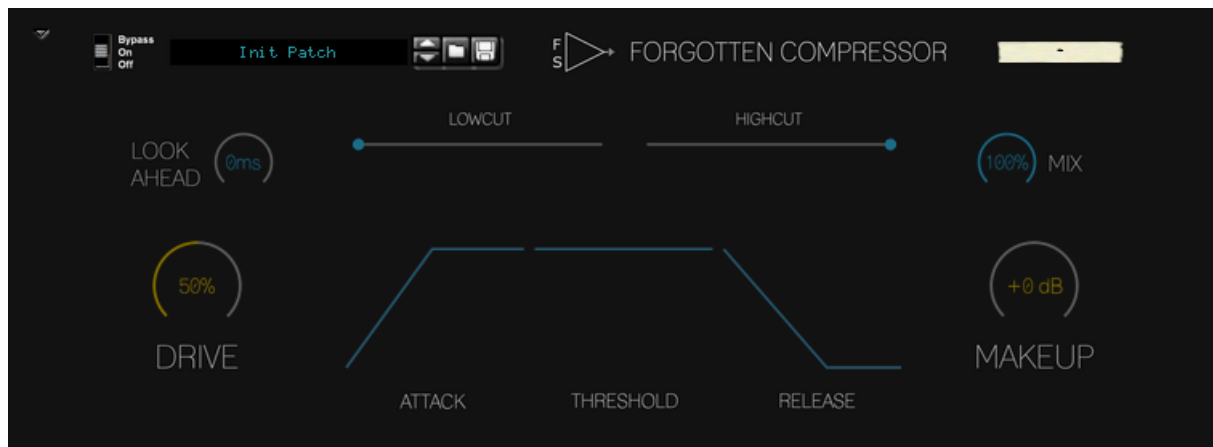 Bypass
On
Off
Init Patch
F
S
FORGOTTEN COMPRESSOR
-
LOWCUT
HIGHCUT
LOOK
AHEAD
0ms
100%
MIX
50%
+0 dB
DRIVE
MAKEUP
ATTACK
THRESHOLD
RELEASE